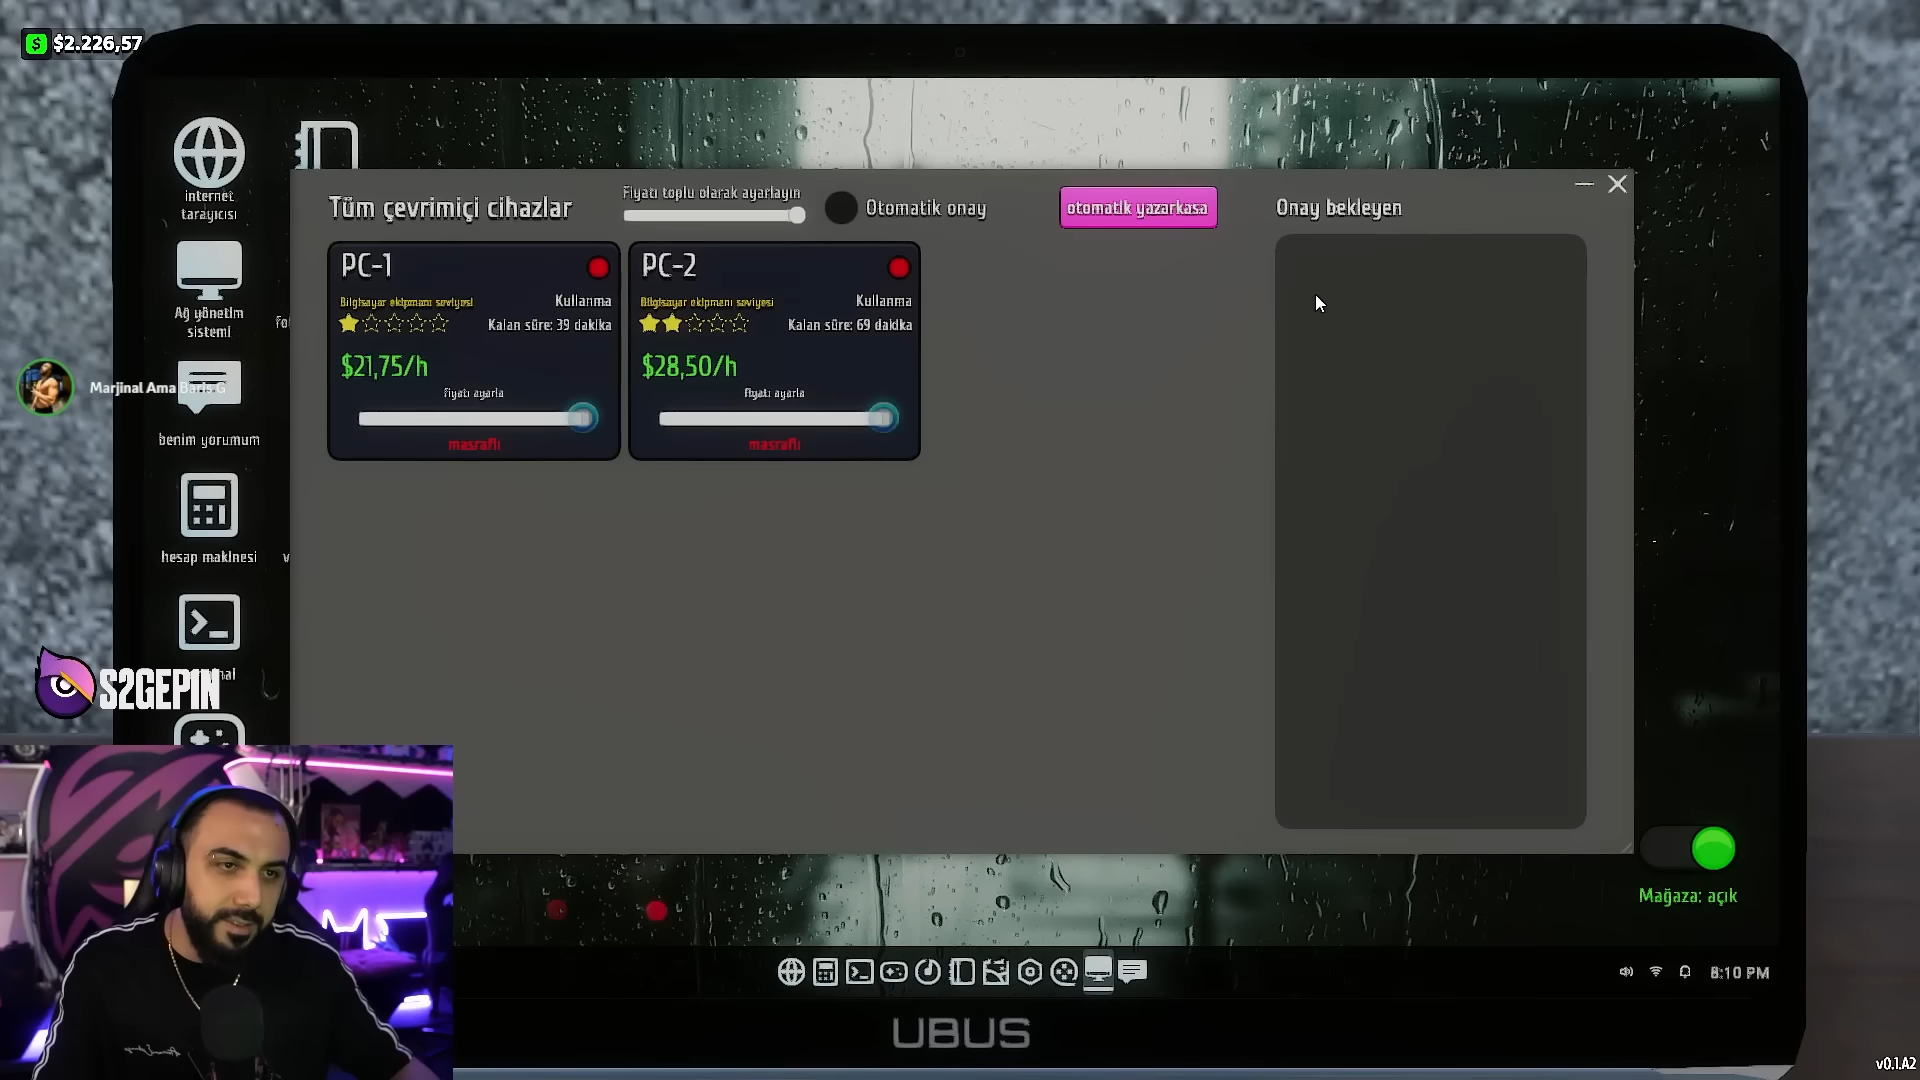 $2.226,57
internet
tarayıcısı
Ağ yönetim
sistemi
benim yorumum
hesap makinesi
Tüm çevrimiçi cihazlar
Fiyatı toplu olarak ayarlayın
Otomatik onay
otomatik yazarkasa
Onay bekleyen
PC-1
Bilgisayar ekipmanı seviyesi
Kullanma
Kalan süre: 39 dakika
$21,75/h
fiyatı ayarla
masraflı
PC-2
Bilgisayar ekipmanı seviyesi
Kullanma
Kalan süre: 69 dakika
$28,50/h
fiyatı ayarla
masraflı
Marjinal Ama Baris G
S2GEPIN
Mağaza: açık
8:10 PM
UBUS
v0.1.A2